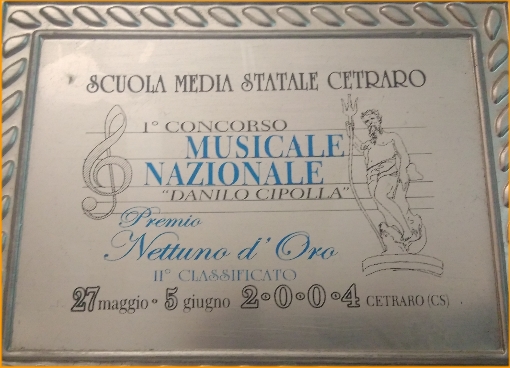 SCUOLA MEDIA STATALE CETRARO
1° CONCORSO
MUSICALE
NAZIONALE
"DANILO CIPOLLA"
Premio
Nettuno d'Oro
II° CLASSIFICATO
27 maggio • 5 giugno 2•0•0•4 CETRARO (CS)